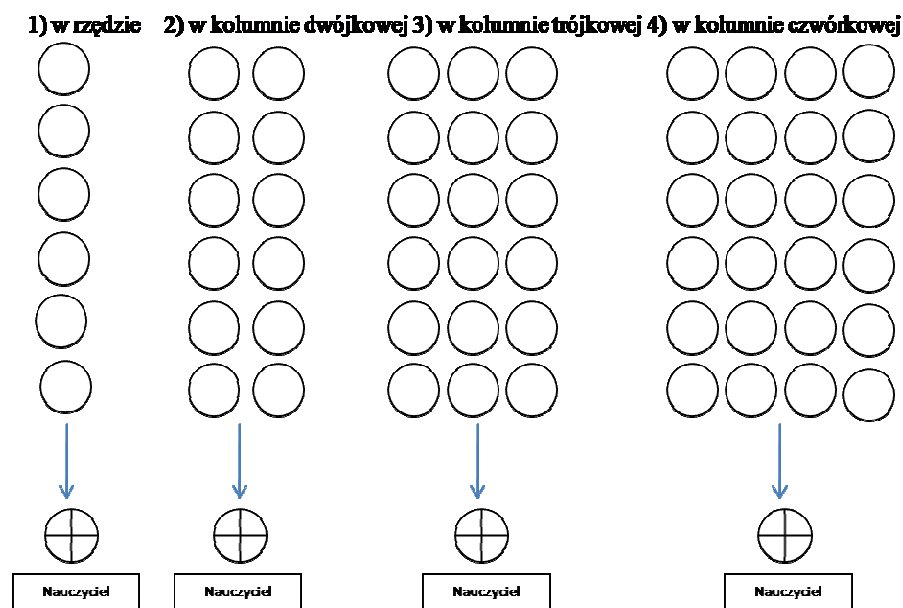 1) w rzędzie 2) w kolumnie dwójkowej 3) w kolumnie trójkowej 4) w kolumnie czwórkowej
Nauczyciel Nauczyciel Nauczyciel Nauczyciel